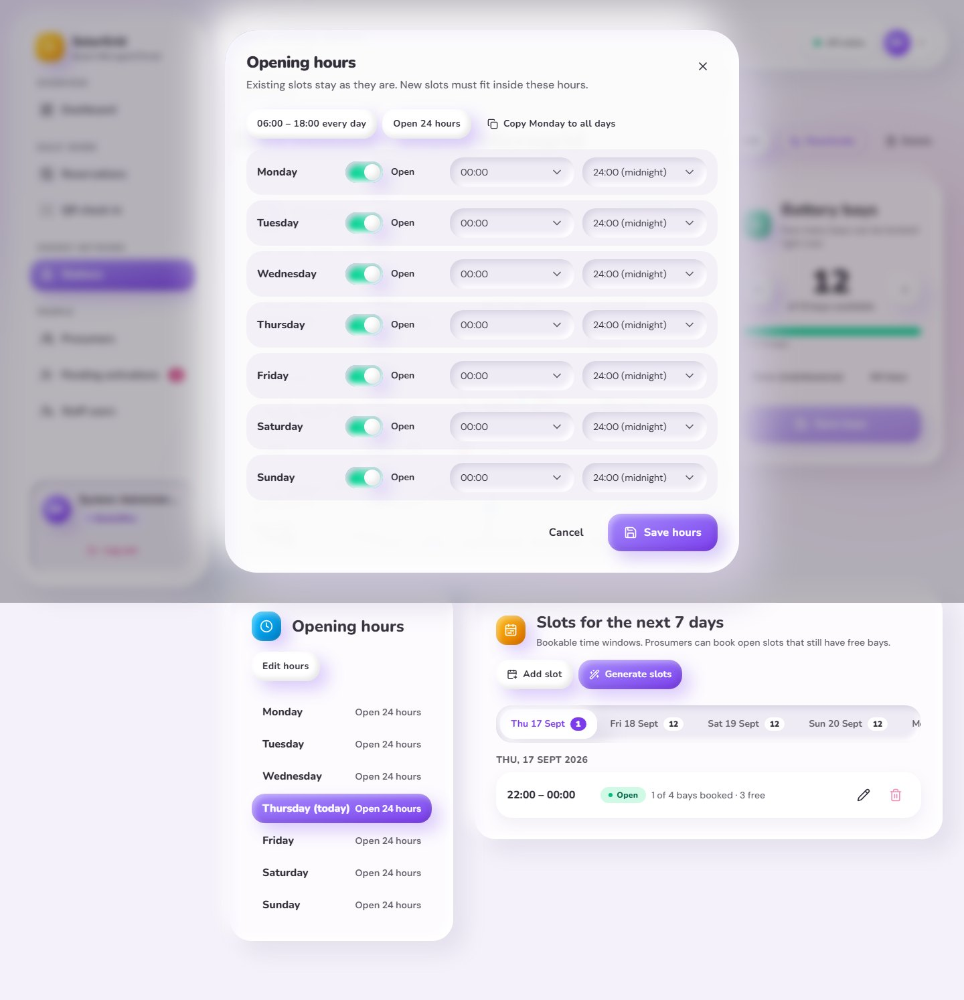 Opening hours
Existing slots stay as they are. New slots must fit inside these hours.
06:00 – 18:00 every day
Open 24 hours
Copy Monday to all days
Monday Open 00:00 24:00 (midnight)
Tuesday Open 00:00 24:00 (midnight)
Wednesday Open 00:00 24:00 (midnight)
Thursday Open 00:00 24:00 (midnight)
Friday Open 00:00 24:00 (midnight)
Saturday Open 00:00 24:00 (midnight)
Sunday Open 00:00 24:00 (midnight)
Cancel
Save hours
Dashboard
Reservations
Stations
Prosumers
Battery bays
12
Opening hours
Edit hours
Monday Open 24 hours
Tuesday Open 24 hours
Wednesday Open 24 hours
Thursday (today) Open 24 hours
Friday Open 24 hours
Saturday Open 24 hours
Sunday Open 24 hours
Slots for the next 7 days
Bookable time windows. Prosumers can book open slots that still have free bays.
Add slot
Generate slots
Thu 17 Sept 1
Fri 18 Sept 12
Sat 19 Sept 12
Sun 20 Sept 12
THU, 17 SEPT 2026
22:00 – 00:00 Open 1 of 4 bays booked · 3 free